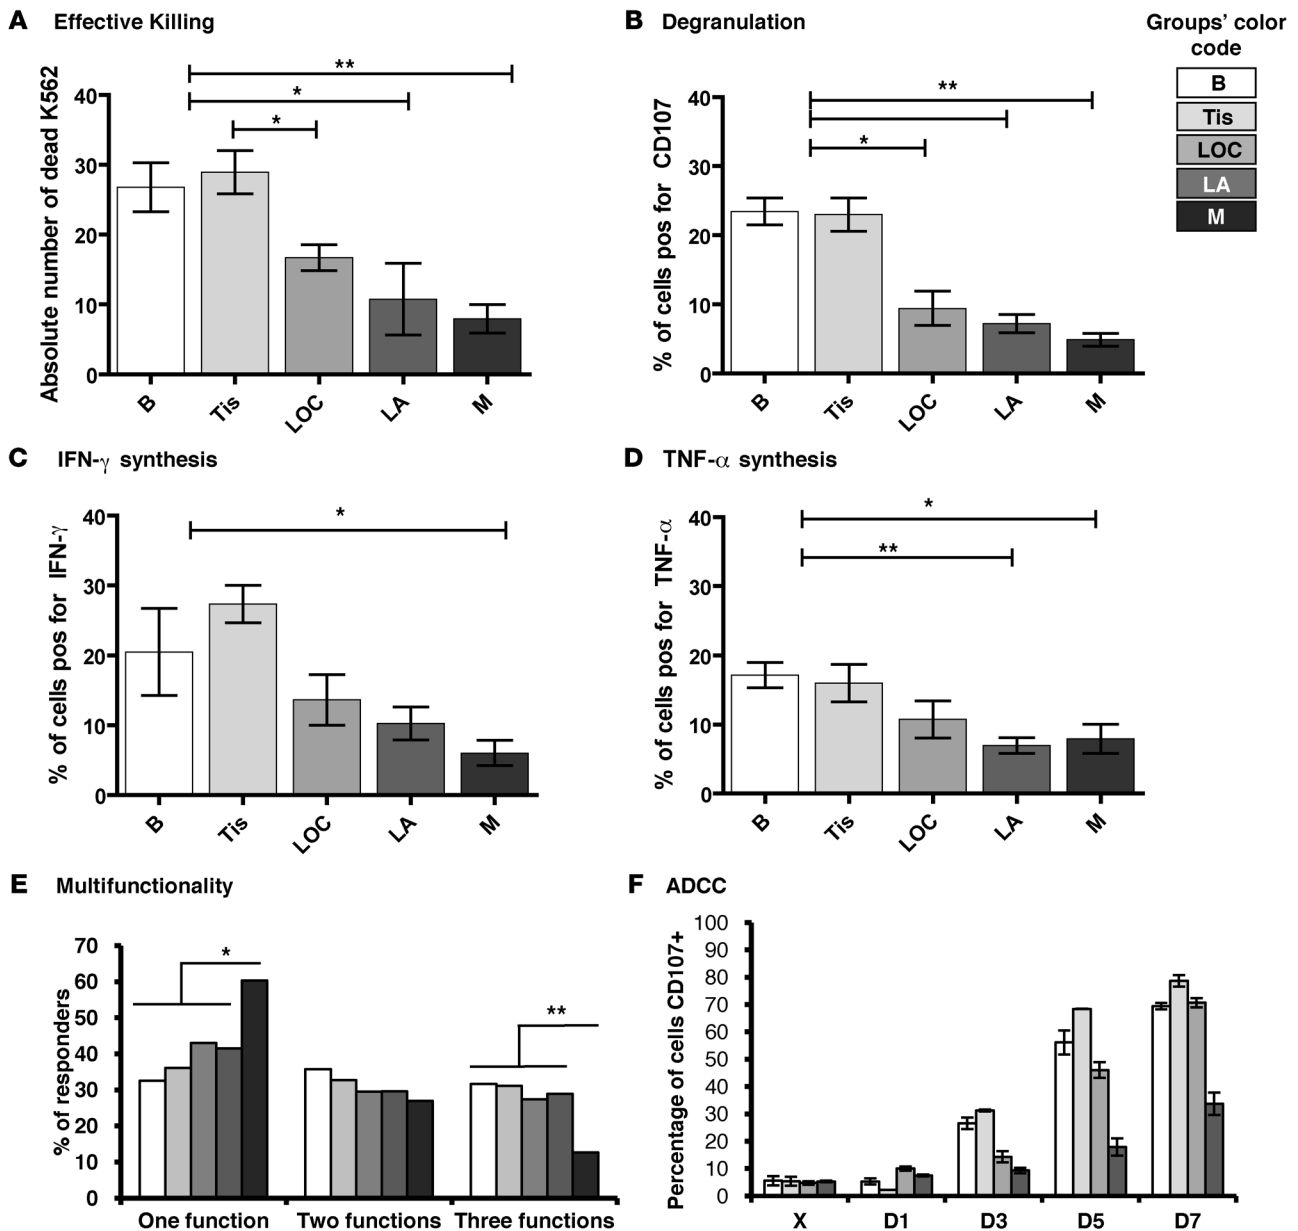 A Effective Killing
B Degranulation
Groups' color
code
B
Tis
LOC
LA
M
Absolute number of dead K562
40
30
20
10
0
**
*
*
B Tis LOC LA M
% of cells pos for CD107
40
30
20
10
0
**
*
B Tis LOC LA M
C IFN-γ synthesis
D TNF-α synthesis
% of cells pos for IFN-γ
40
30
20
10
0
*
B Tis LOC LA M
% of cells pos for TNF-α
40
30
20
10
0
*
**
B Tis LOC LA M
E Multifunctionality
F ADCC
% of responders
70
60
50
40
30
20
10
0
*
**
One function Two functions Three functions
Percentage of cells CD107+
100
90
80
70
60
50
40
30
20
10
0
X D1 D3 D5 D7